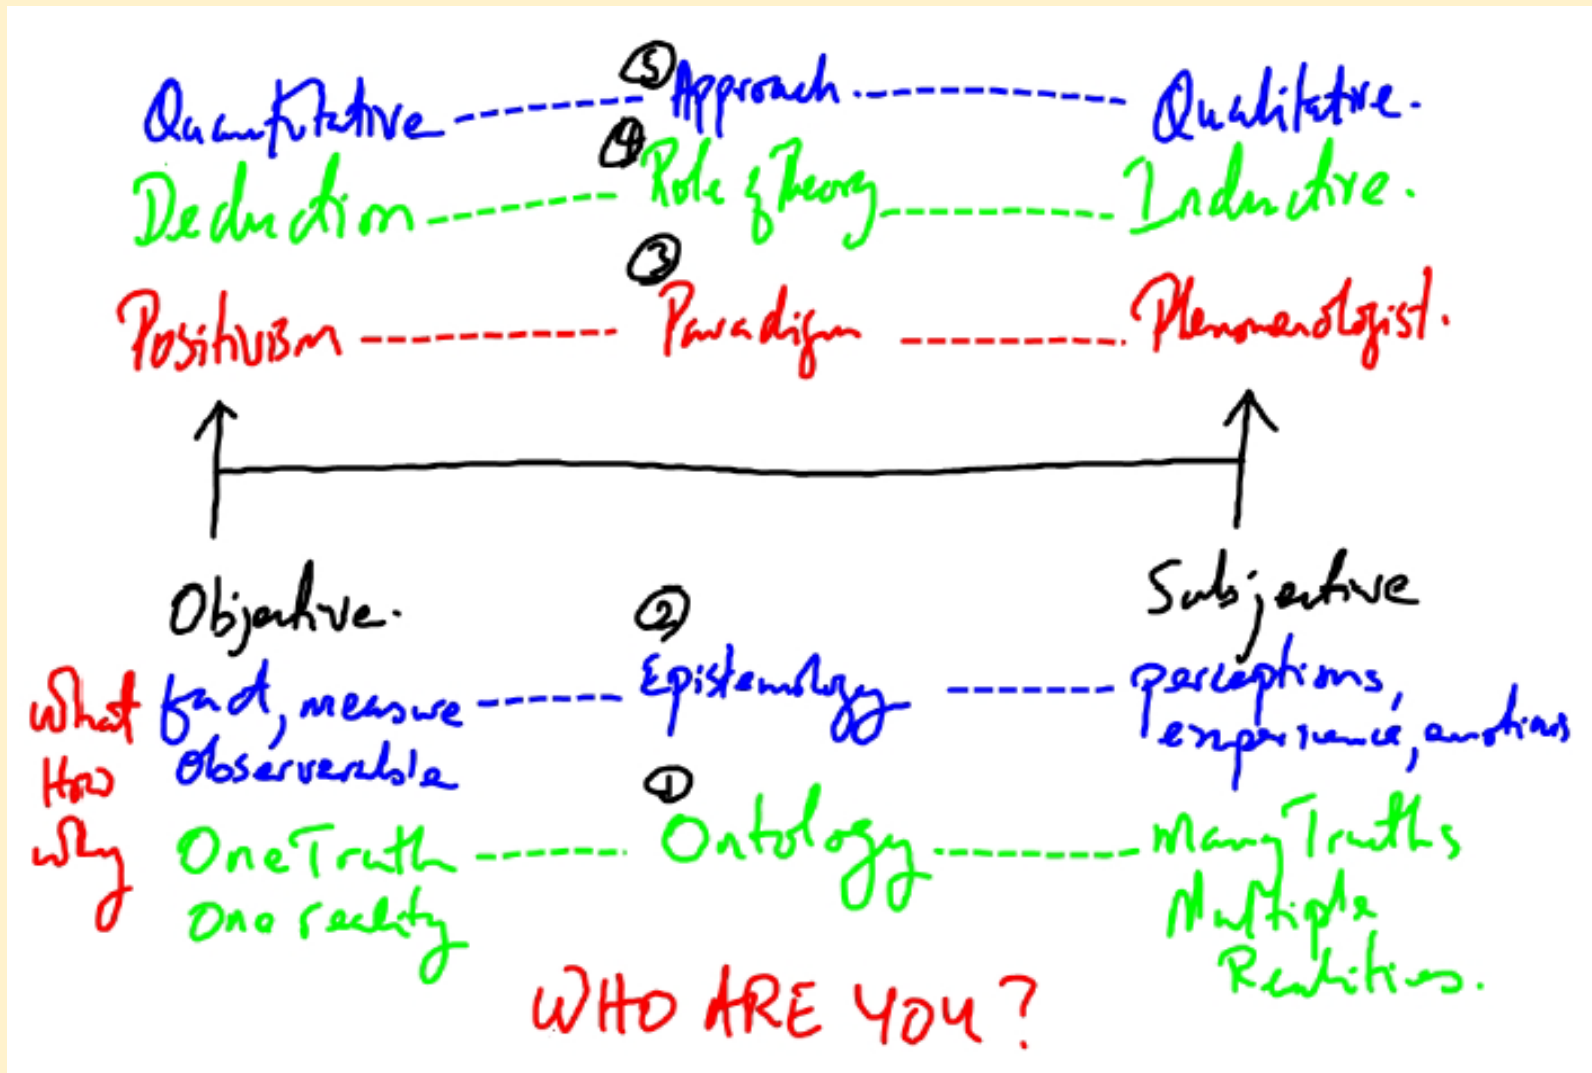 ⑤
Quantitative ----- Approach ----- Qualitative.
④
Deduction ----- Role of Theory ----- Inductive.
③
Positivism ----- Paradigm ----- Phenomenologist.
Objective. ② Subjective
What fact, measure ----- Epistemology ----- perceptions,
How observerable experience, emotions
①
Why One Truth ----- Ontology ----- Many Truths
One reality Multiple
Realities.
WHO ARE YOU?